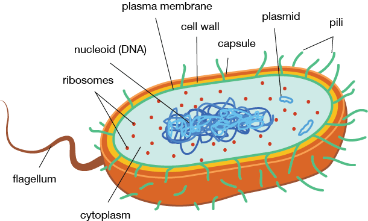 plasma membrane
cell wall
plasmid
pili
nucleoid (DNA)
capsule
ribosomes
flagellum
cytoplasm